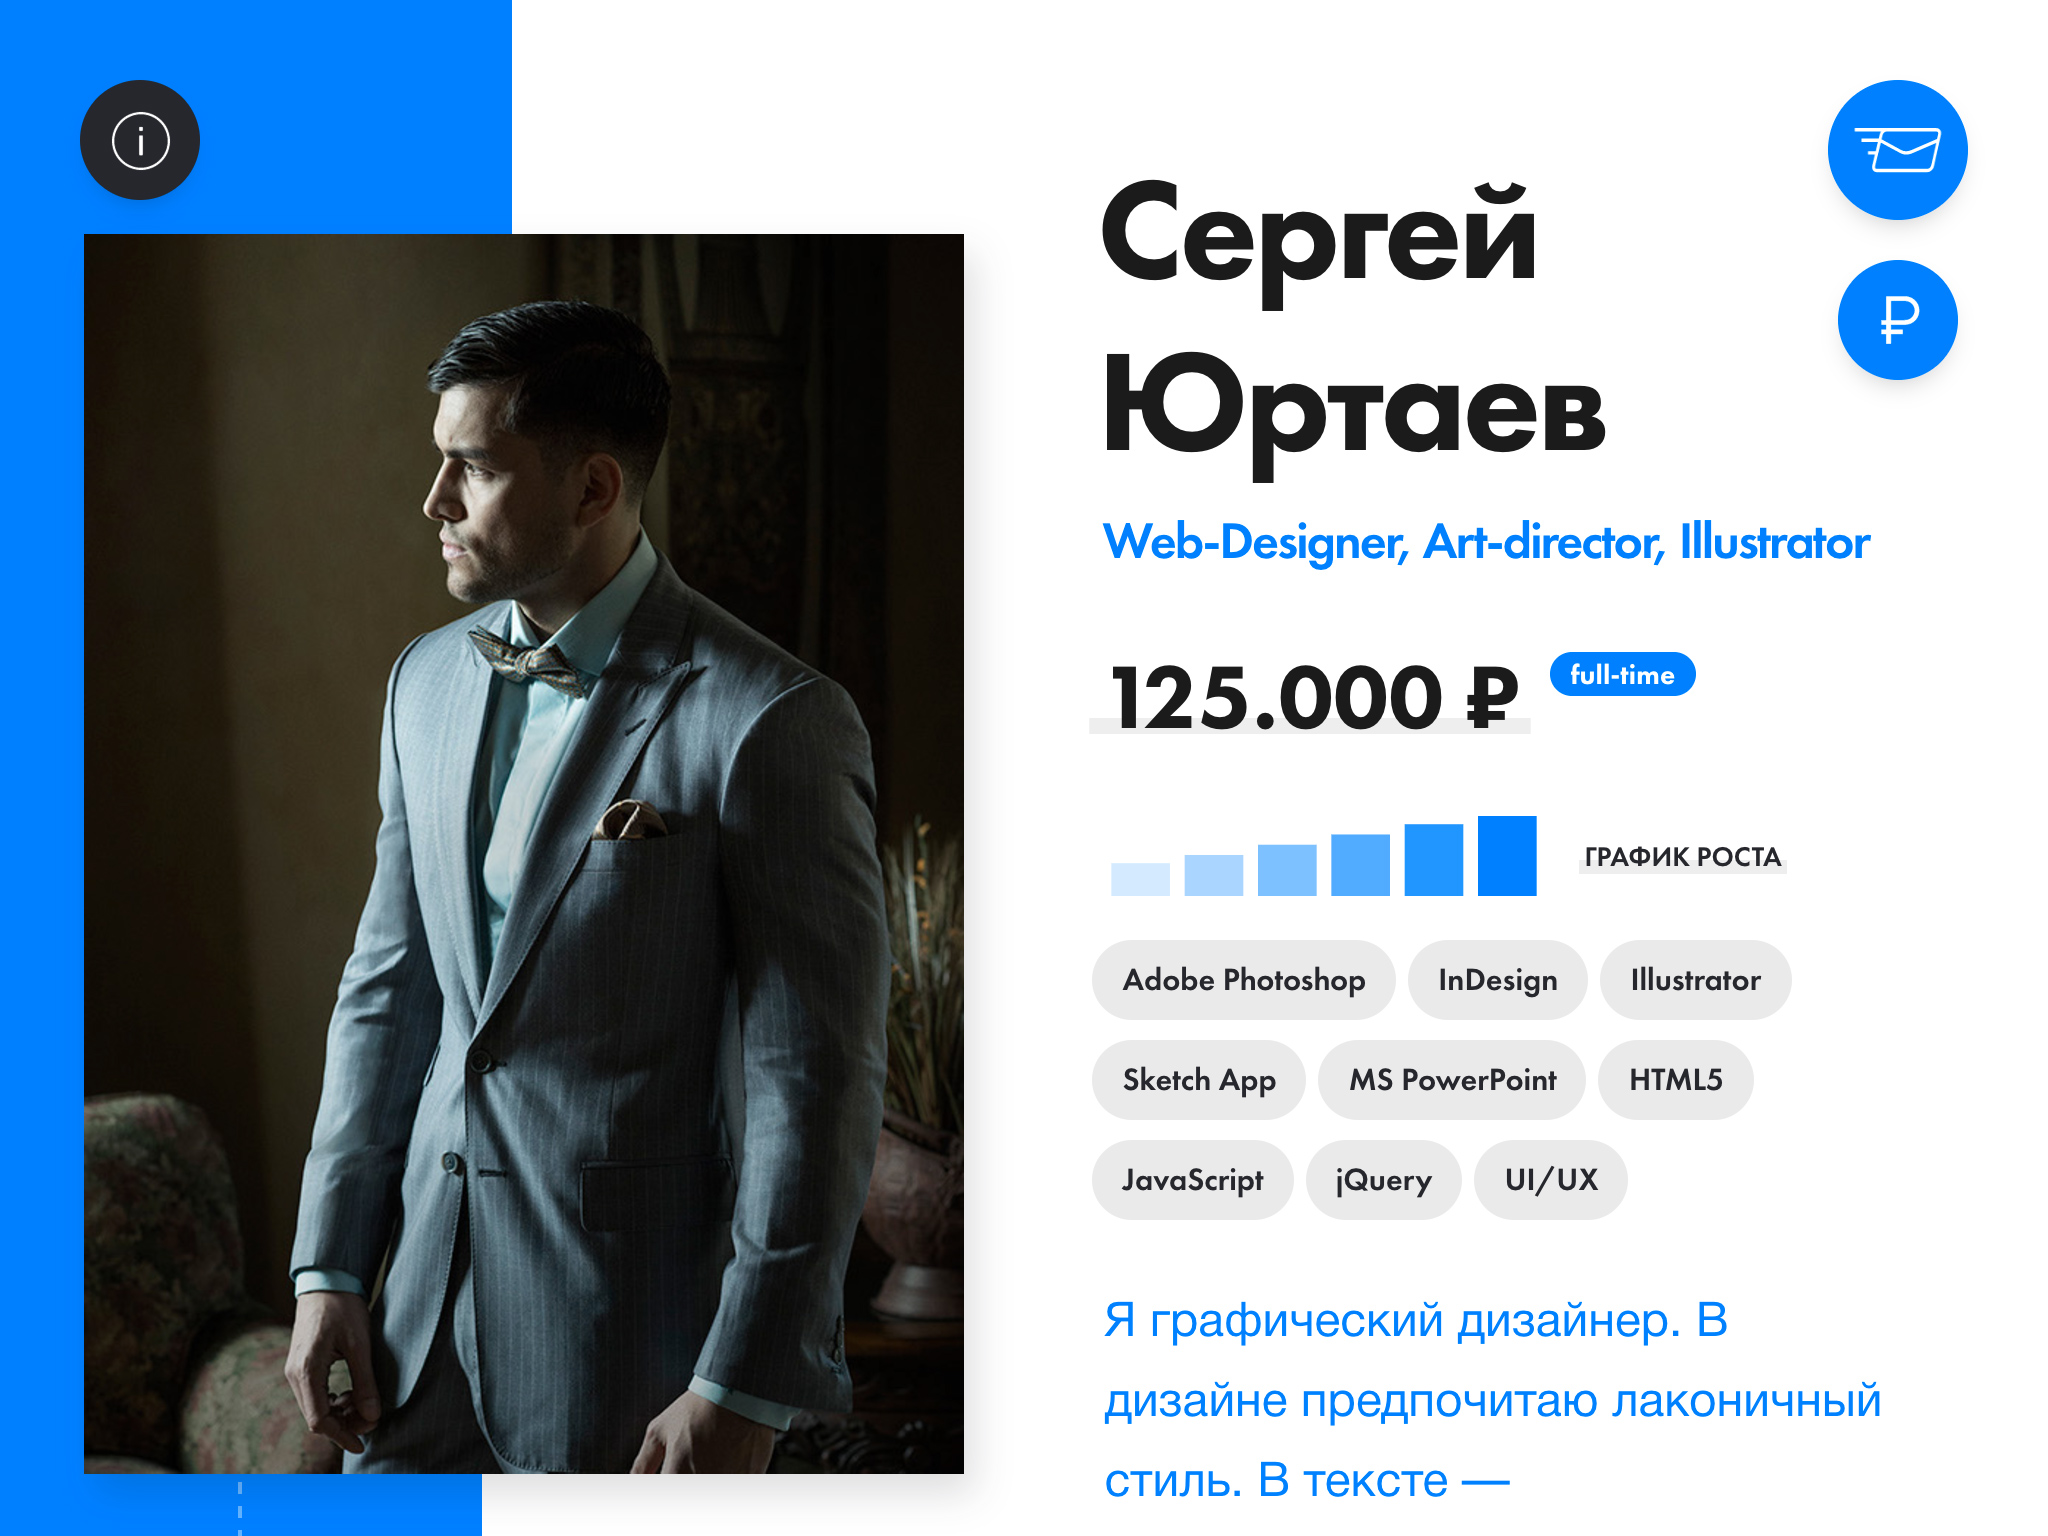 i
Сергей
Юртаев
Web-Designer, Art-director, Illustrator
125.000 ₽
full-time
₽
ГРАФИК РОСТА
Adobe Photoshop
InDesign
Illustrator
Sketch App
MS PowerPoint
HTML5
JavaScript
jQuery
UI/UX
Я графический дизайнер. В
дизайне предпочитаю лаконичный
стиль. В тексте —